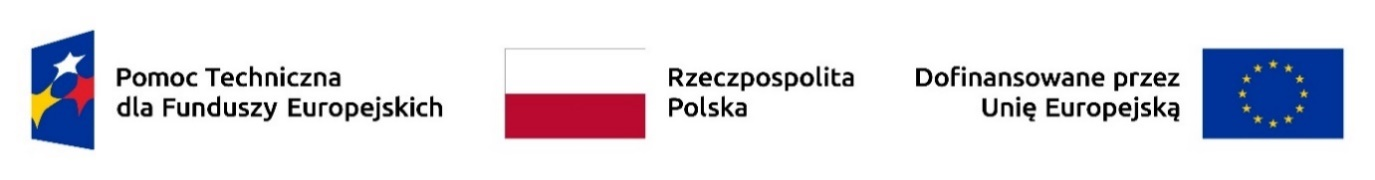 Pomoc Techniczna
dla Funduszy Europejskich
Rzeczpospolita
Polska
Dofinansowane przez
Unię Europejską